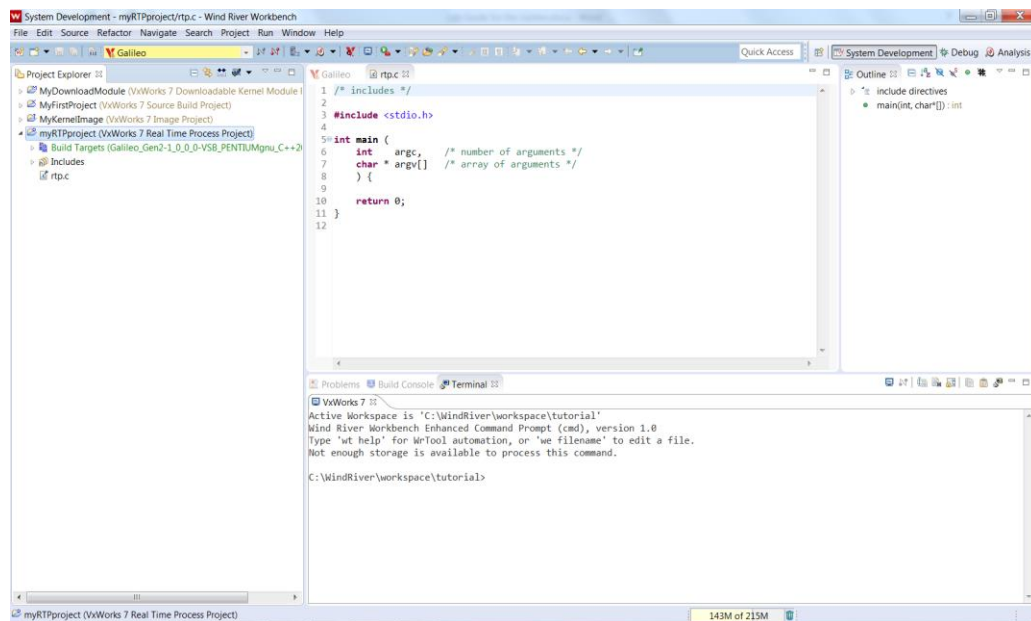 System Development - myRTPproject/rtp.c - Wind River Workbench
File Edit Source Refactor Navigate Search Project Run Window Help
Galileo
Quick Access
System Development
Debug
Analysis
Project Explorer
MyDownloadModule (VxWorks 7 Downloadable Kernel Module
MyFirstProject (VxWorks 7 Source Build Project)
MyKernelImage (VxWorks 7 Image Project)
myRTPproject (VxWorks 7 Real Time Process Project)
Build Targets (Galileo_Gen2-1_0_0_0-VSB_PENTIUMgnu_C++2
Includes
rtp.c
Galileo
rtp.c
1 /* includes */
2
3 #include <stdio.h>
4
5 int main (
6 int argc, /* number of arguments */
7 char * argv[] /* array of arguments */
8 ) {
9
10 return 0;
11 }
12
Outline
include directives
main(int, char*[]) : int
Problems
Build Console
Terminal
VxWorks 7
Active Workspace is 'C:\WindRiver\workspace\tutorial'
Wind River Workbench Enhanced Command Prompt (cmd), version 1.0
Type 'wt help' for WrTool automation, or 'we filename' to edit a file.
Not enough storage is available to process this command.
C:\WindRiver\workspace\tutorial>
myRTPproject (VxWorks 7 Real Time Process Project)
143M of 215M